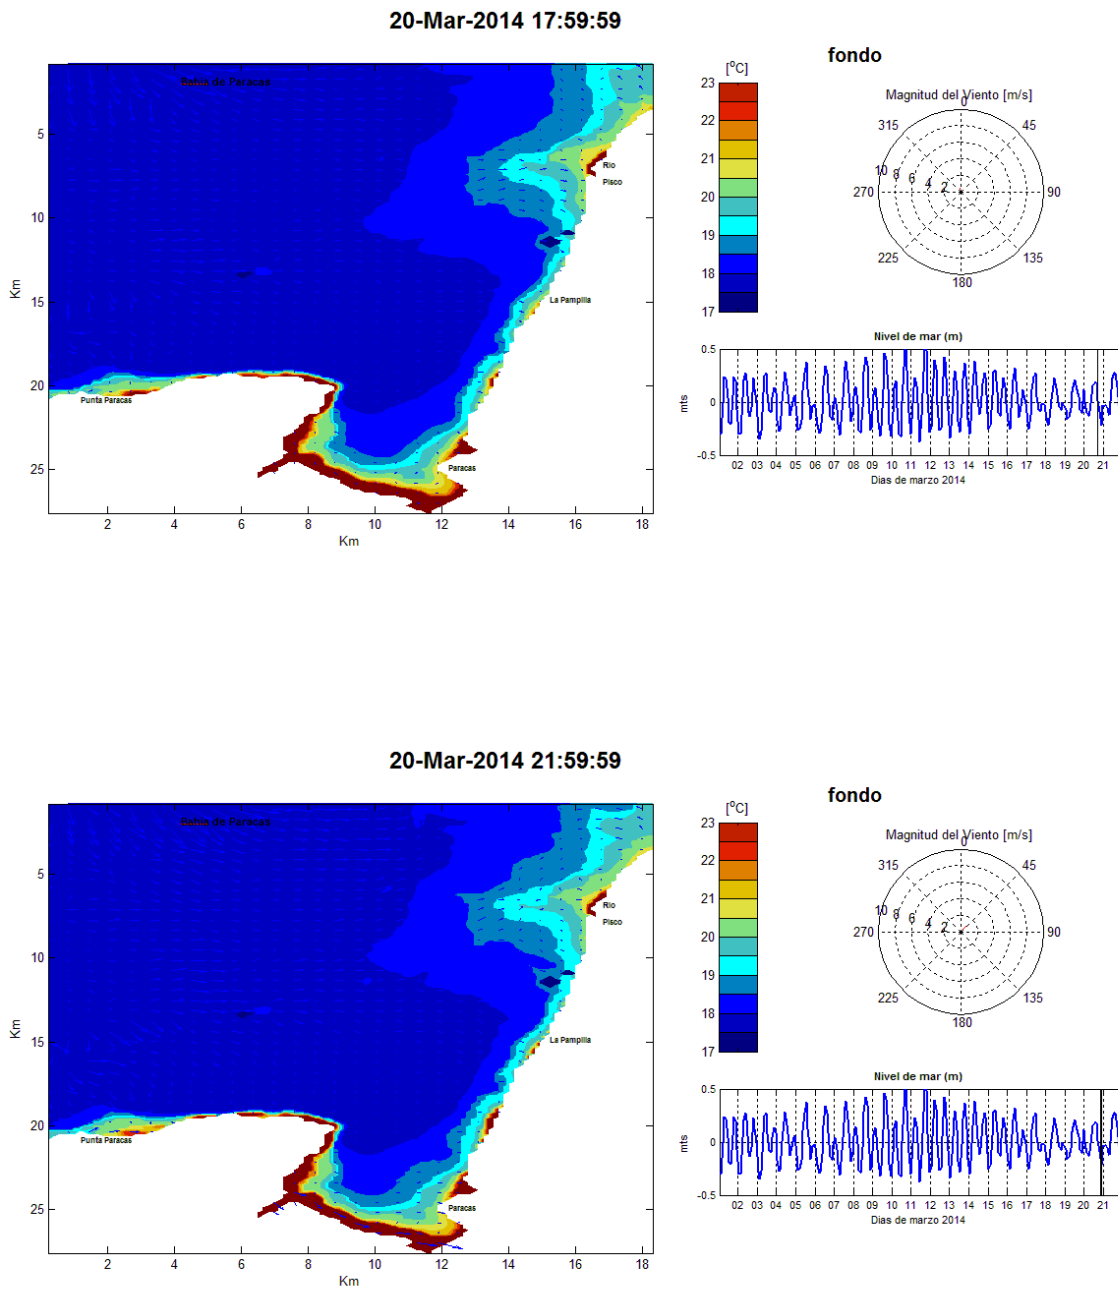 20-Mar-2014 17:59:59
Bahia de Paracas
5
10
15
20
25
Km
Rio
Pisco
La Pampilla
Punta Paracas
Paracas
2 4 6 8 10 12 14 16 18
Km
[°C]
23
22
21
20
19
18
17
fondo
Magnitud del Viento [m/s]
0
315 45
10 8 6 4 2
270 90
225 135
180
Nivel de mar (m)
0.5
0
-0.5
mts
02 03 04 05 06 07 08 09 10 11 12 13 14 15 16 17 18 19 20 21
Dias de marzo 2014
20-Mar-2014 21:59:59
Bahia de Paracas
5
10
15
20
25
Km
Rio
Pisco
La Pampilla
Punta Paracas
Paracas
2 4 6 8 10 12 14 16 18
Km
[°C]
23
22
21
20
19
18
17
fondo
Magnitud del Viento [m/s]
0
315 45
10 8 6 4 2
270 90
225 135
180
Nivel de mar (m)
0.5
0
-0.5
mts
02 03 04 05 06 07 08 09 10 11 12 13 14 15 16 17 18 19 20 21
Dias de marzo 2014